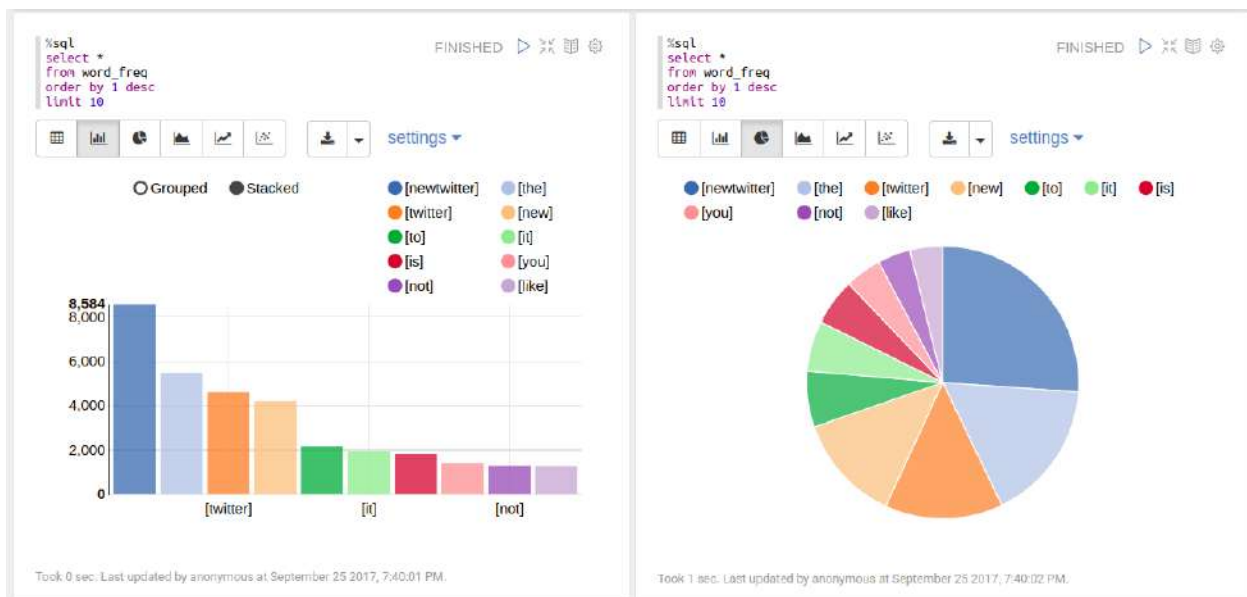 %sql
select *
from word_freq
order by 1 desc
limit 10
FINISHED
settings
Grouped Stacked
[newtwitter] [the]
[twitter] [new]
[to] [it]
[is] [you]
[not] [like]
8,584
8,000
6,000
4,000
2,000
0
[twitter] [it] [not]
Took 0 sec. Last updated by anonymous at September 25 2017, 7:40:01 PM.
%sql
select *
from word_freq
order by 1 desc
limit 10
FINISHED
settings
[newtwitter] [the] [twitter] [new] [to] [it] [is]
[you] [not] [like]
Took 1 sec. Last updated by anonymous at September 25 2017, 7:40:02 PM.